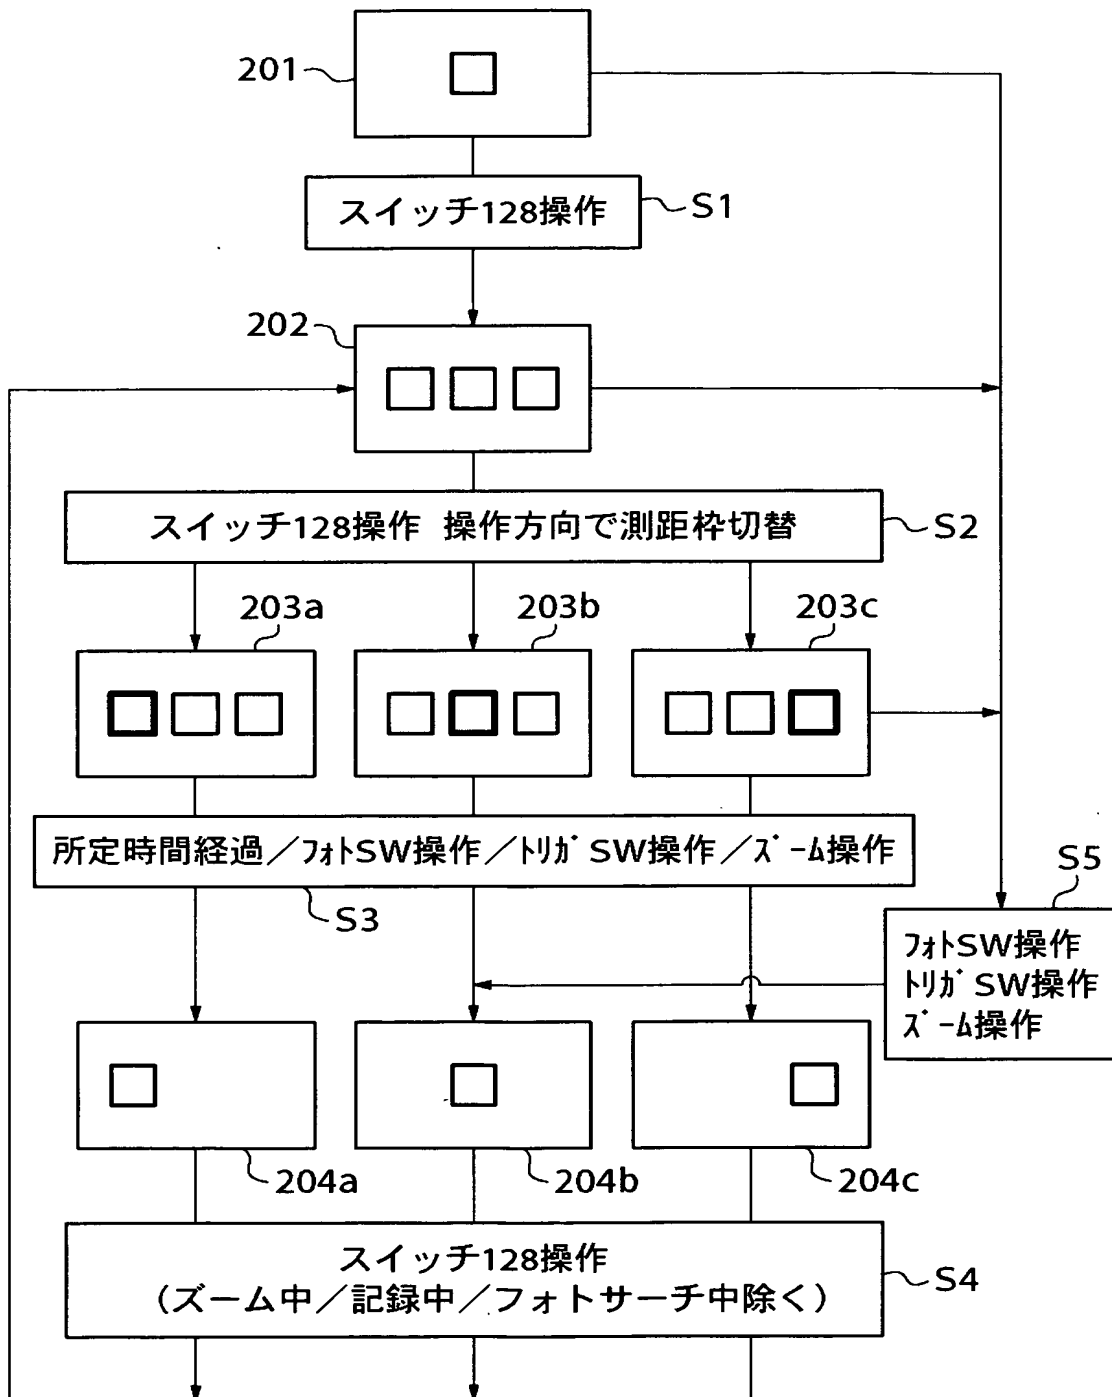 201
スイッチ128操作
S1
202
スイッチ128操作 操作方向で測距枠切替
S2
203a
203b
203c
所定時間経過/フォトSW操作/トリガSW操作/ズーム操作
S3
S5
フォトSW操作
トリガSW操作
ズーム操作
204a
204b
204c
スイッチ128操作
(ズーム中/記録中/フォトサーチ中除く)
S4